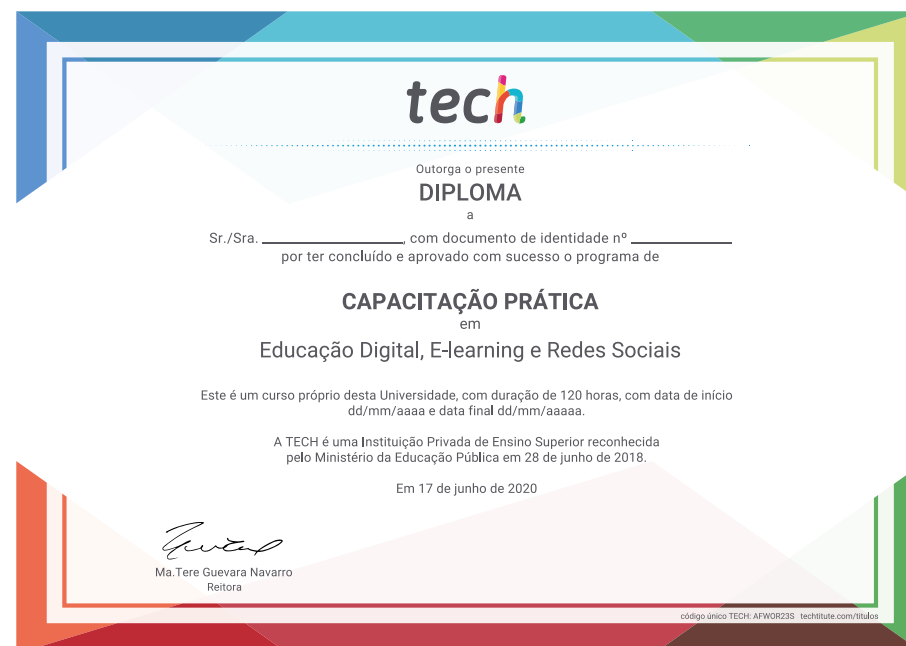 tech
Outorga o presente
DIPLOMA
a
Sr./Sra. ____________, com documento de identidade nº ____________
por ter concluído e aprovado com sucesso o programa de
CAPACITAÇÃO PRÁTICA
em
Educação Digital, E-learning e Redes Sociais
Este é um curso próprio desta Universidade, com duração de 120 horas, com data de início
dd/mm/aaaa e data final dd/mm/aaaaa.
A TECH é uma Instituição Privada de Ensino Superior reconhecida
pelo Ministério da Educação Pública em 28 de junho de 2018.
Em 17 de junho de 2020
Ma.Tere Guevara Navarro
Reitora
código único TECH: AFWOR23S techtitute.com/títulos